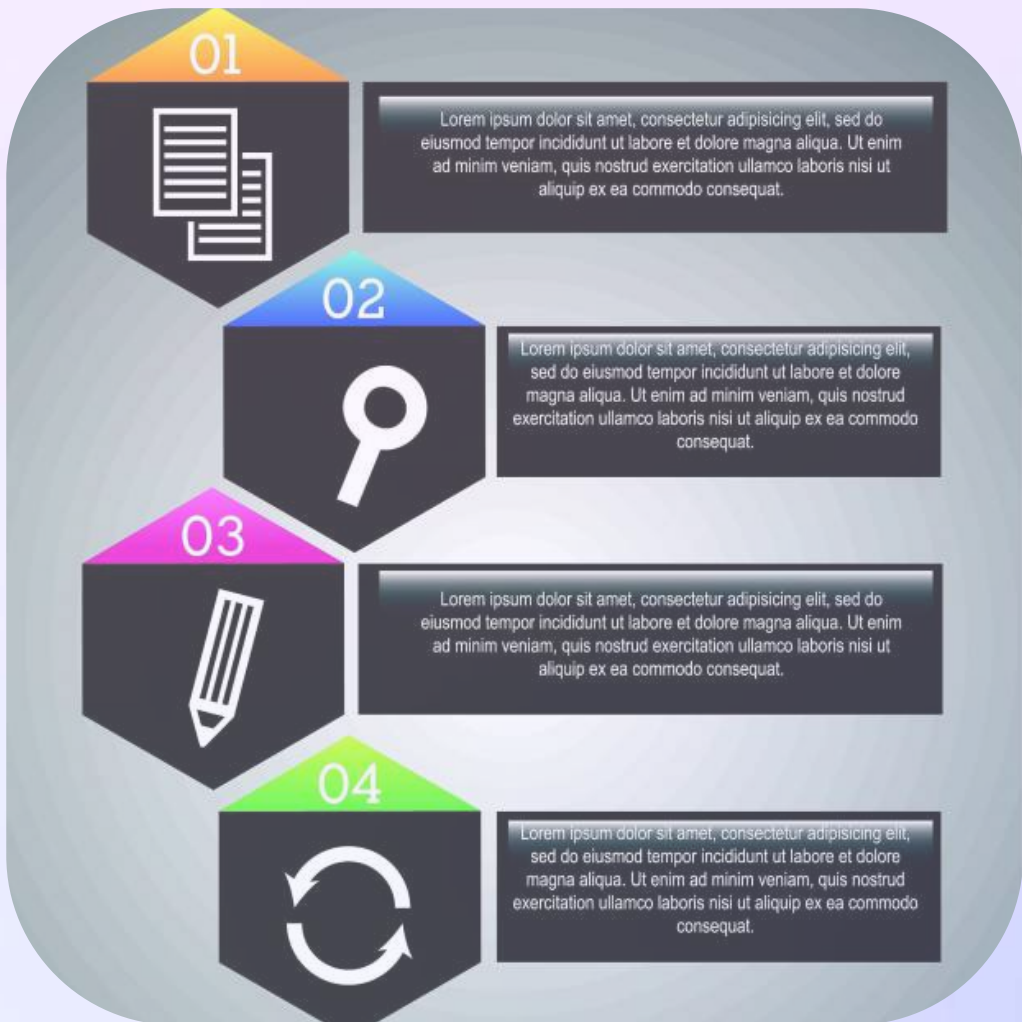 01
Lorem ipsum dolor sit amet, consectetur adipisicing elit, sed do
eiusmod tempor incididunt ut labore et dolore magna aliqua. Ut enim
ad minim veniam, quis nostrud exercitation ullamco laboris nisi ut
aliquip ex ea commodo consequat.
02
Lorem ipsum dolor sit amet, consectetur adipisicing elit,
sed do eiusmod tempor incididunt ut labore et dolore
magna aliqua. Ut enim ad minim veniam, quis nostrud
exercitation ullamco laboris nisi ut aliquip ex ea commodo
consequat.
03
Lorem ipsum dolor sit amet, consectetur adipisicing elit, sed do
eiusmod tempor incididunt ut labore et dolore magna aliqua. Ut enim
ad minim veniam, quis nostrud exercitation ullamco laboris nisi ut
aliquip ex ea commodo consequat.
04
Lorem ipsum dolor sit amet, consectetur adipisicing elit,
sed do eiusmod tempor incididunt ut labore et dolore
magna aliqua. Ut enim ad minim veniam, quis nostrud
exercitation ullamco laboris nisi ut aliquip ex ea commodo
consequat.